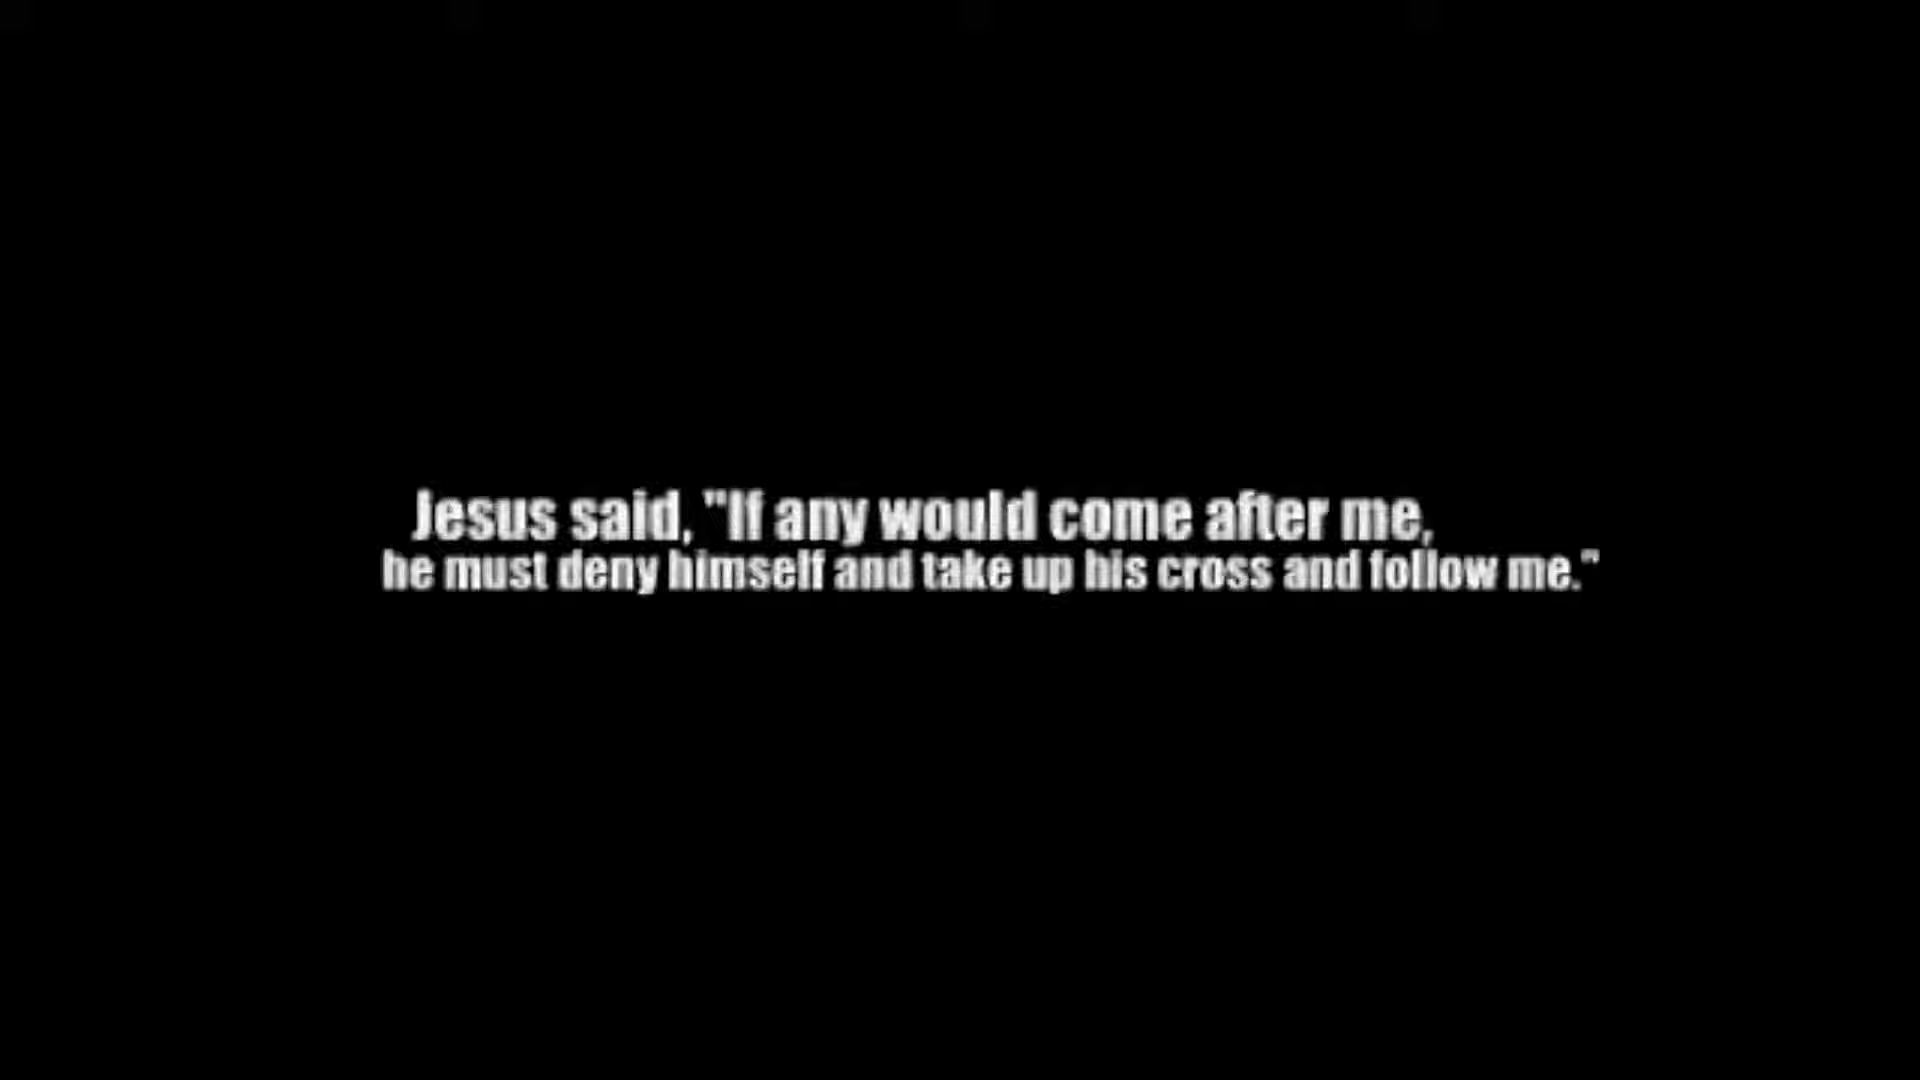 Jesus said, "If any would come after me,
he must deny himself and take up his cross and follow me."